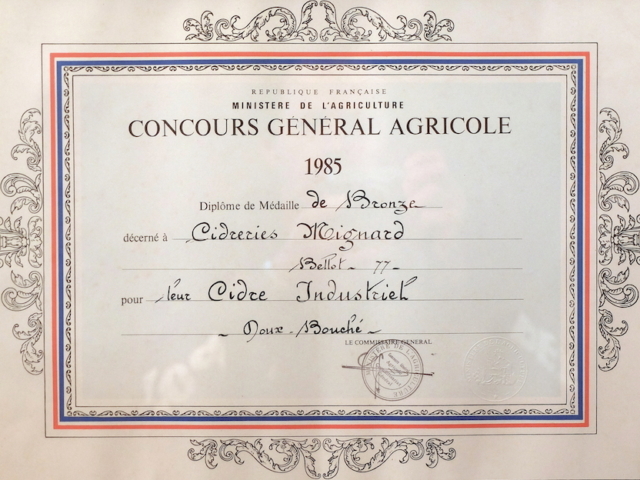 REPUBLIQUE FRANÇAISE
MINISTERE DE L'AGRICULTURE
CONCOURS GÉNÉRAL AGRICOLE
1985
Diplôme de Médaille de Bronze
décerné à Cidreries Mignard
Bellot - 77 -
pour leur Cidre Industriel
- Doux - Bouché -
LE COMMISSAIRE GENERAL